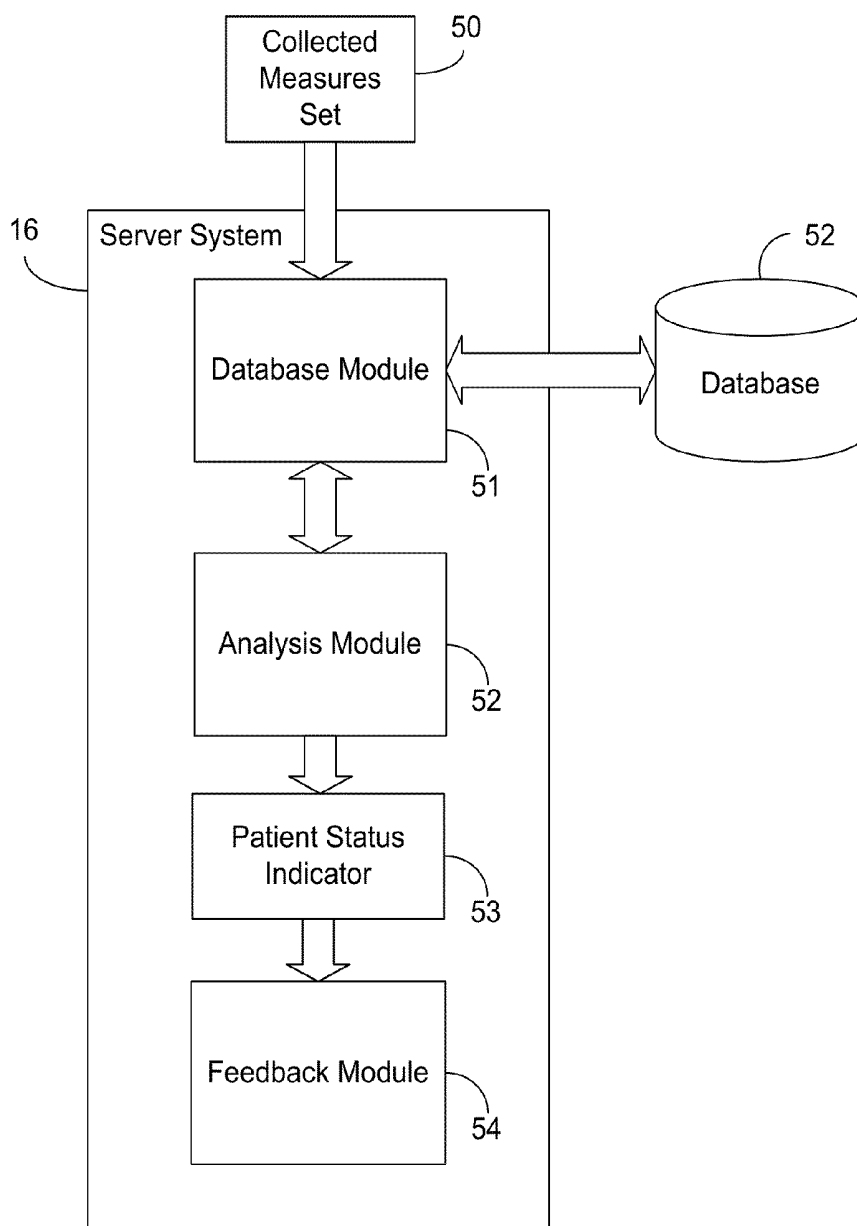 50
Collected
Measures
Set
16
Server System
52
Database Module
Database
51
Analysis Module
52
Patient Status
Indicator
53
Feedback Module
54